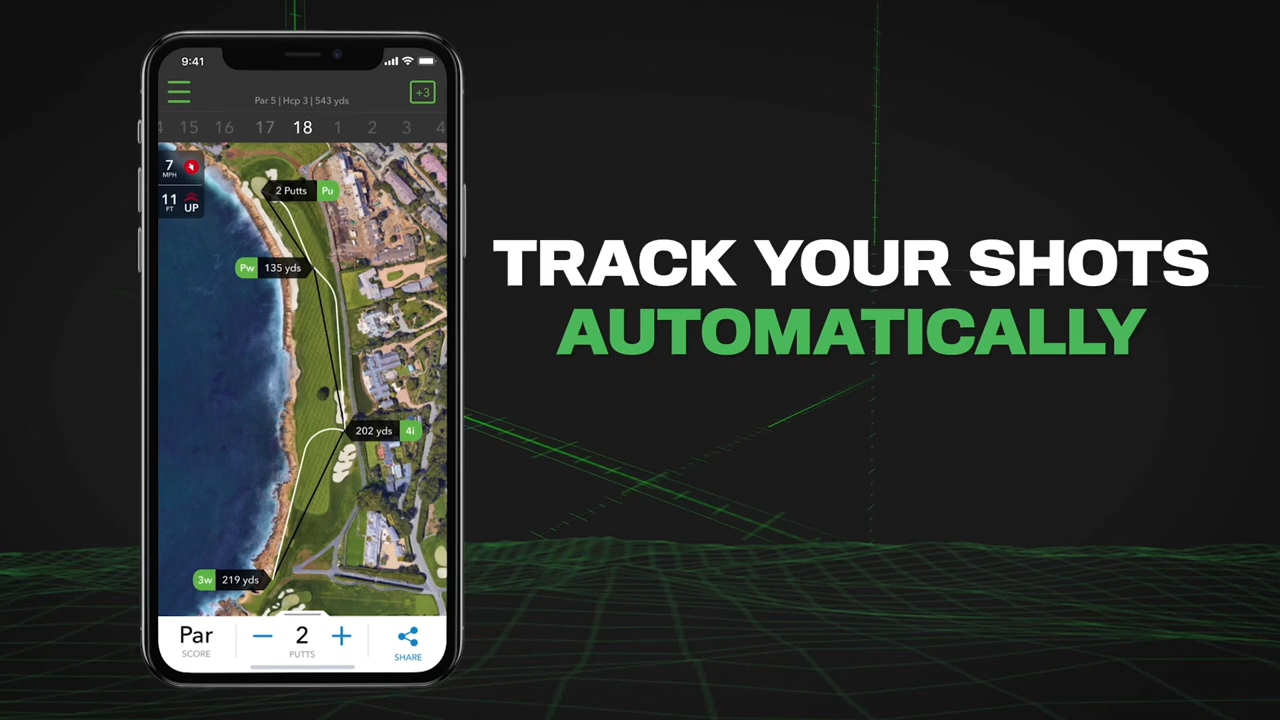 9:41
+3
Par 5 | Hcp 3 | 543 yds
4 15 16 17 18 1 2 3 4
7
MPH
11
FT UP
2 Putts Pu
Pw 135 yds
202 yds 4i
3w 219 yds
Par
SCORE
2
PUTTS
SHARE
TRACK YOUR SHOTS
AUTOMATICALLY